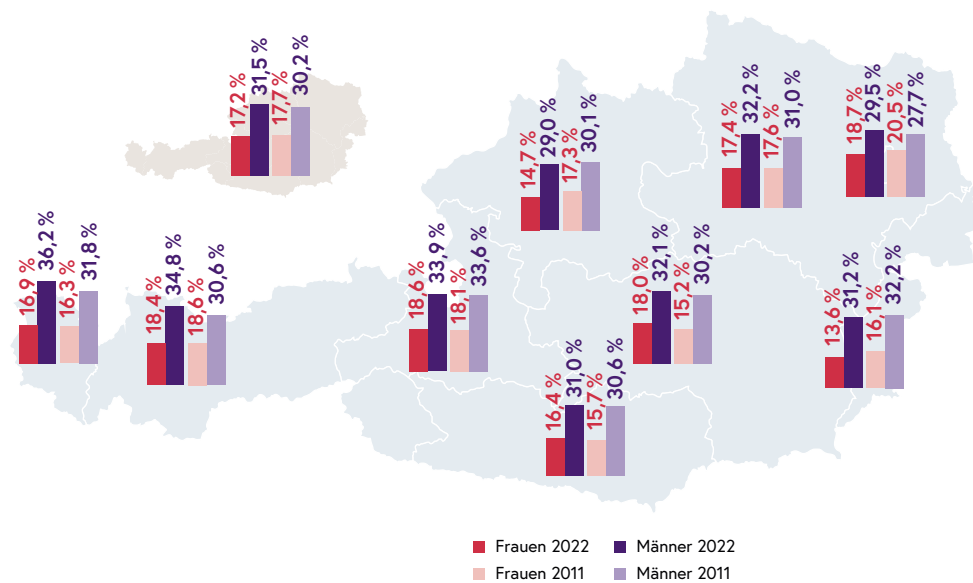 17,2 % 31,5 % 17,7 % 30,2 %
14,7 % 29,0 % 17,3 % 30,1 %
17,4 % 32,2 % 17,6 % 31,0 %
18,7 % 29,5 % 20,5 % 27,7 %
16,9 % 36,2 % 16,3 % 31,8 %
18,4 % 34,8 % 18,6 % 30,6 %
18,6 % 33,9 % 18,1 % 33,6 %
18,0 % 32,1 % 15,2 % 30,2 %
13,6 % 31,2 % 16,1 % 32,2 %
16,4 % 31,0 % 15,7 % 30,6 %
Frauen 2022 Männer 2022
Frauen 2011 Männer 2011